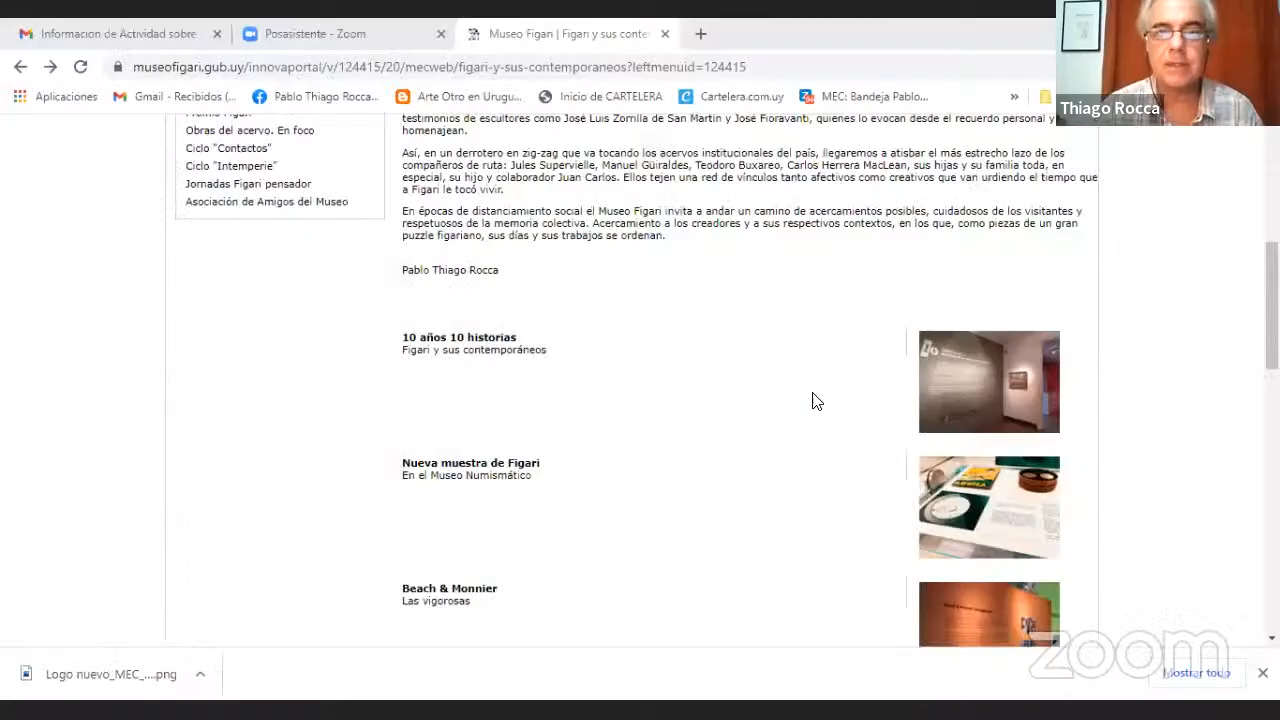 Informacion de Actividad sobre
Posasistente - Zoom
Museo Figari | Figari y sus conte
museofigari.gub.uy/innovaportal/v/124415/20/mecweb/figari-y-sus-contemporaneos?leftmenuid=124415
Aplicaciones
Gmail - Recibidos (...
Pablo Thiago Rocca...
Arte Otro en Urugu...
Inicio de CARTELERA
Cartelera.com.uy
MEC: Bandeja Pablo...
»
Thiago Rocca
Premio Figari
Obras del acervo. En foco
Ciclo "Contactos"
Ciclo "Intemperie"
Jornadas Figari pensador
Asociación de Amigos del Museo
testimonios de escultores como José Luis Zorrilla de San Martín y José Fioravanti, quienes lo evocan desde el recuerdo personal y
homenajean.
Así, en un derrotero en zig-zag que va tocando los acervos institucionales del país, llegaremos a atisbar el más estrecho lazo de los
compañeros de ruta: Jules Supervielle, Manuel Güiraldes, Teodoro Buxareo, Carlos Herrera MacLean, sus hijas y su familia toda, en
especial, su hijo y colaborador Juan Carlos. Ellos tejen una red de vínculos tanto afectivos como creativos que van urdiendo el tiempo que
a Figari le tocó vivir.
En épocas de distanciamiento social el Museo Figari invita a andar un camino de acercamientos posibles, cuidadosos de los visitantes y
respetuosos de la memoria colectiva. Acercamiento a los creadores y a sus respectivos contextos, en los que, como piezas de un gran
puzzle figariano, sus días y sus trabajos se ordenan.
Pablo Thiago Rocca
10 años 10 historias
Figari y sus contemporáneos
Nueva muestra de Figari
En el Museo Numismático
Beach & Monnier
Las vigorosas
Logo nuevo_MEC_....png
Mostrar todo
zoom